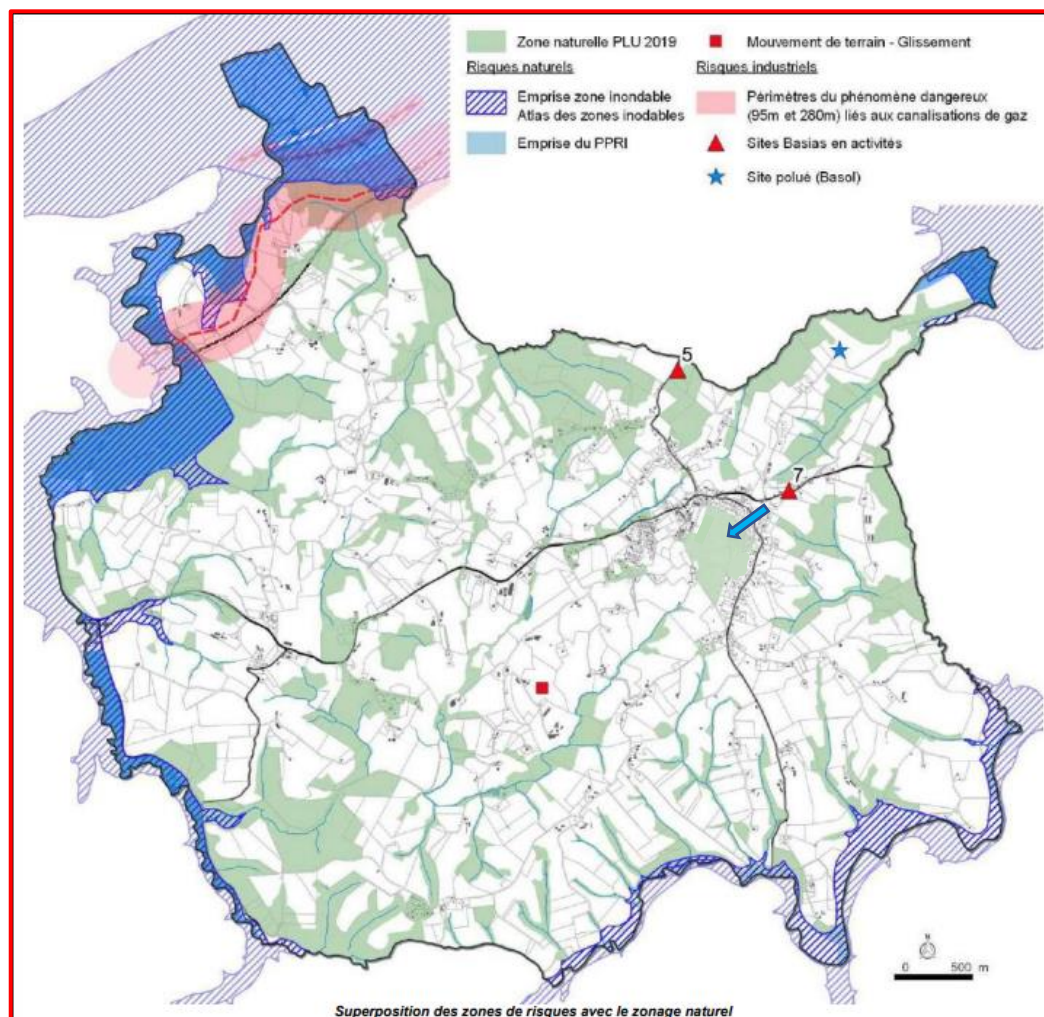 Zone naturelle PLU 2019
Risques naturels
Emprise zone inondable
Atlas des zones inodables
Emprise du PPRI
Mouvement de terrain - Glissement
Risques industriels
Périmètres du phénomène dangereux
(95m et 280m) liés aux canalisations de gaz
Sites Basias en activités
Site polué (Basol)
5
7
N
0 500 m
Superposition des zones de risques avec le zonage naturel